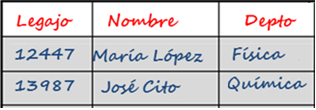 Legajo Nombre Depto
12447 María López Física
13987 José Cito Química